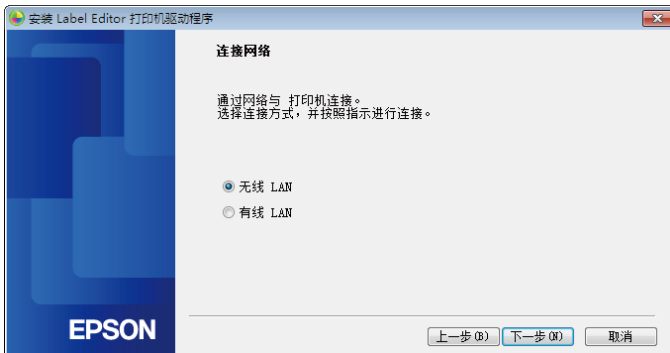 安装 Label Editor 打印机驱动程序
连接网络
通过网络与 打印机连接。
选择连接方式，并按照指示进行连接。
无线 LAN
有线 LAN
EPSON
上一步(B) 下一步(N) 取消